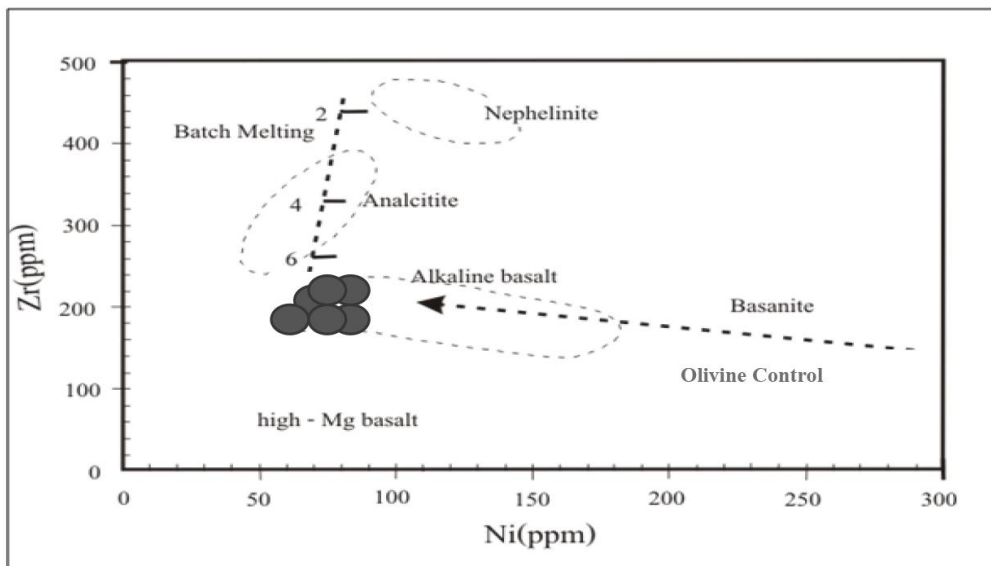 500
400
300
200
100
0
Zr(ppm)
2
Nephelinite
Batch Melting
4
Analcitite
6
Alkaline basalt
Basanite
Olivine Control
high - Mg basalt
0
50
100
150
200
250
300
Ni(ppm)